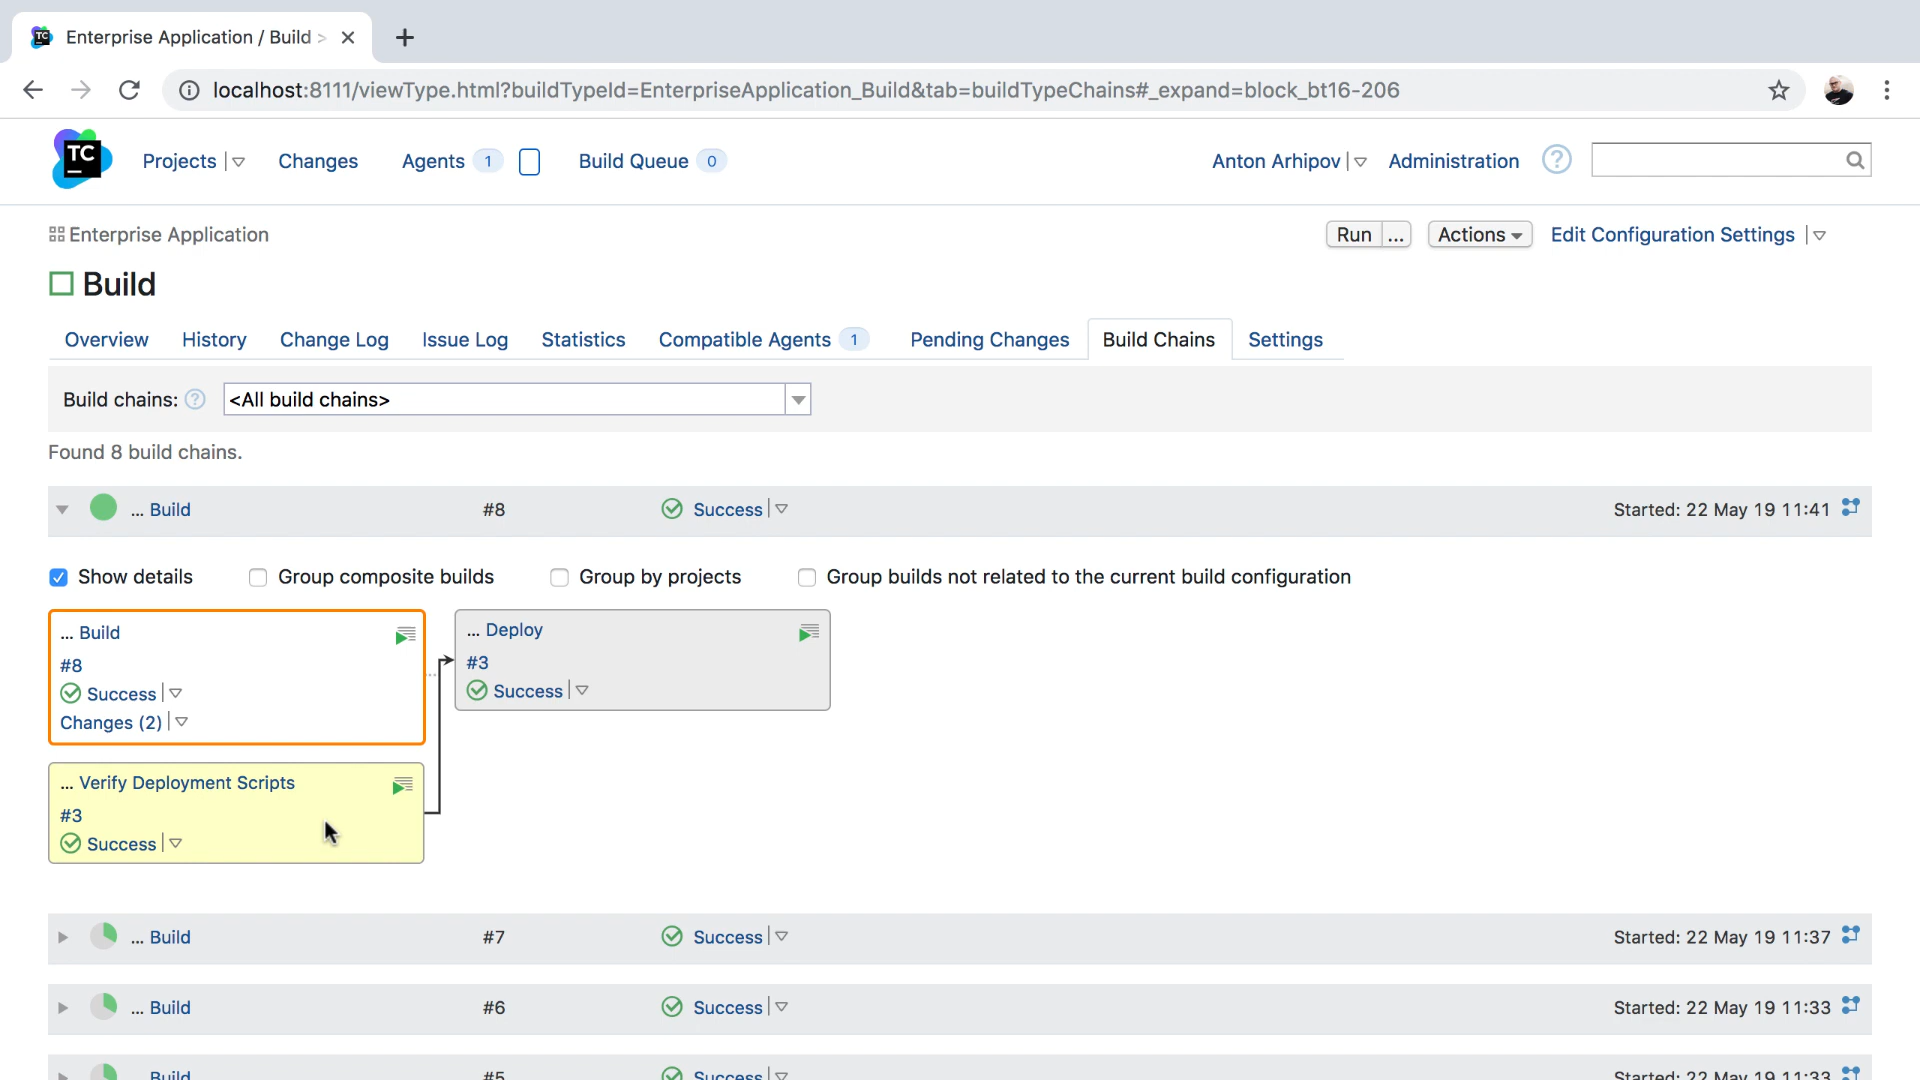 TC Enterprise Application / Build >
localhost:8111/viewType.html?buildTypeId=EnterpriseApplication_Build&tab=buildTypeChains#_expand=block_bt16-206
TC Projects Changes Agents 1 Build Queue 0 Anton Arhipov Administration ?
Enterprise Application Run ... Actions Edit Configuration Settings
Build
Overview History Change Log Issue Log Statistics Compatible Agents 1 Pending Changes Build Chains Settings
Build chains: ? <All build chains>
Found 8 build chains.
... Build #8 Success Started: 22 May 19 11:41
Show details Group composite builds Group by projects Group builds not related to the current build configuration
... Build
#8
Success
Changes (2)
... Deploy
#3
Success
... Verify Deployment Scripts
#3
Success
... Build #7 Success Started: 22 May 19 11:37
... Build #6 Success Started: 22 May 19 11:33
... Build #5 Success Started: 22 May 19 11:33